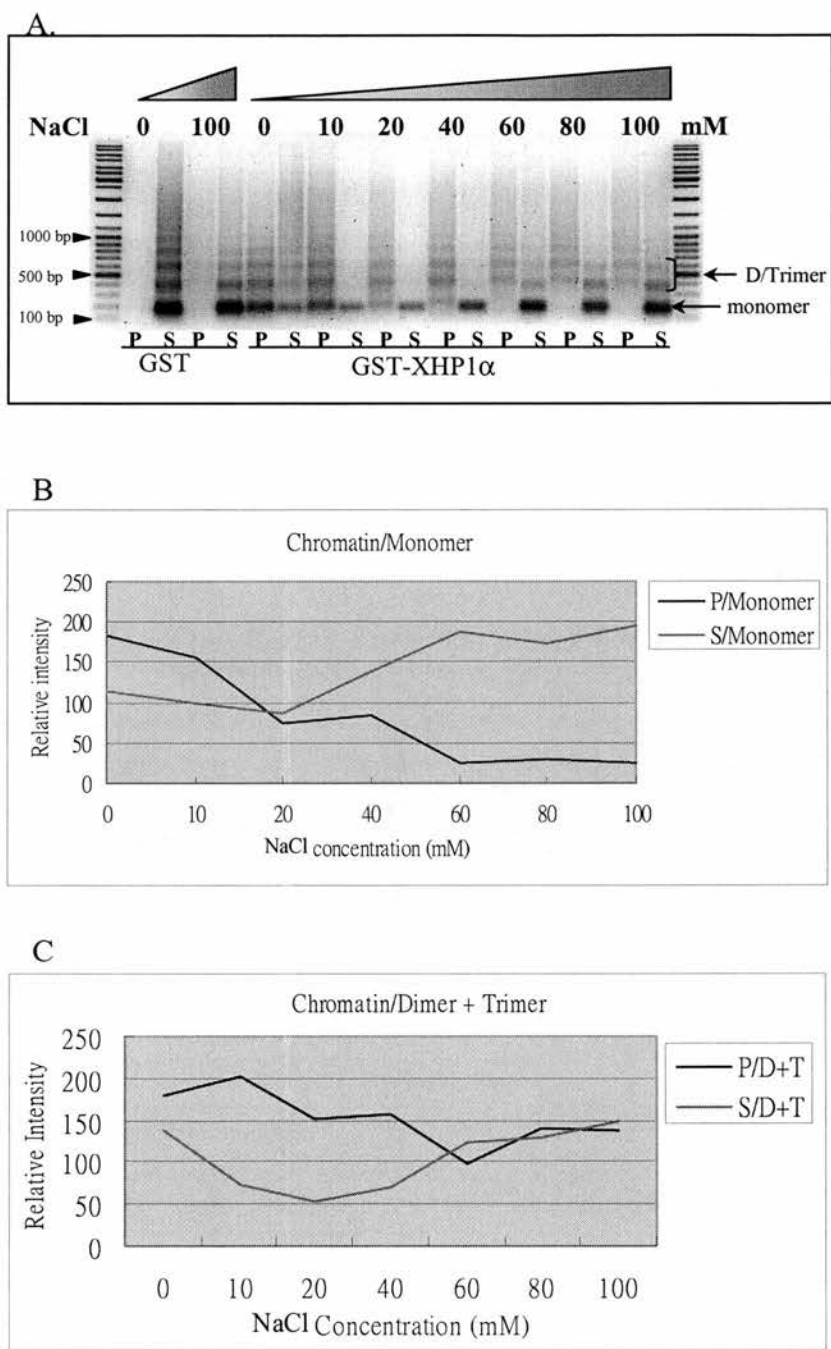 A.
NaCl 0 100 0 10 20 40 60 80 100 mM
1000 bp
500 bp
D/Trimer
monomer
100 bp
P S P S P S P S P S P S P S P S P S
GST
GST-XHP1α
B
Chromatin/Monomer
250
200
150
100
50
0
Relative intensity
0 10 20 40 60 80 100
NaCl concentration (mM)
P/Monomer
S/Monomer
C
Chromatin/Dimer + Trimer
250
200
150
100
50
0
Relative Intensity
0 10 20 40 60 80 100
NaCl Concentration (mM)
P/D+T
S/D+T